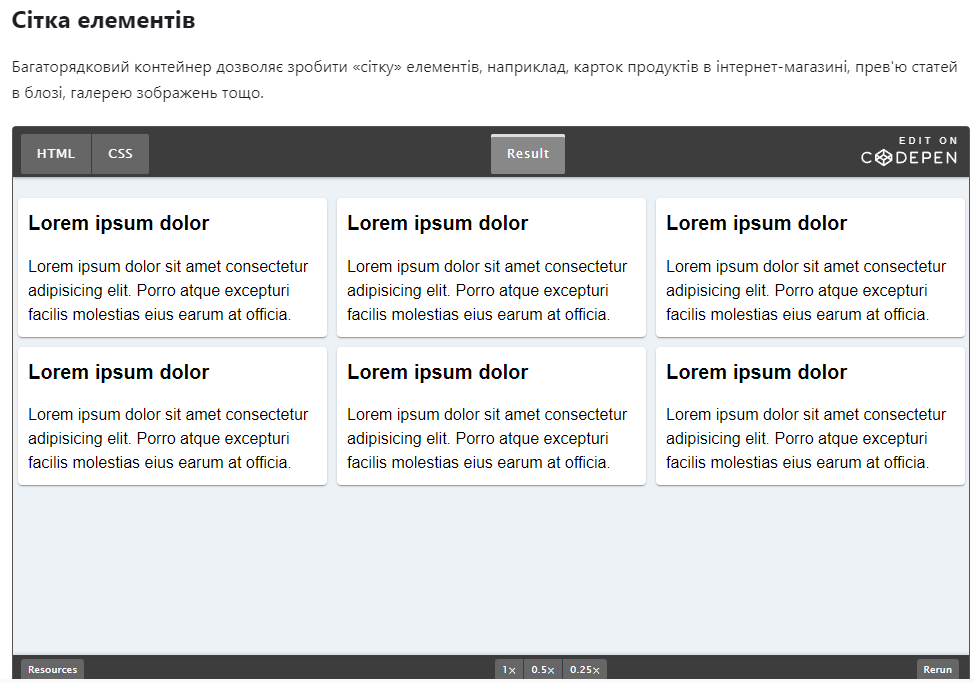 Сітка елементів
Багаторядковий контейнер дозволяє зробити «сітку» елементів, наприклад, карток продуктів в інтернет-магазині, прев'ю статей
в блозі, галерею зображень тощо.
HTML CSS Result EDIT ON
CODEPEN
Lorem ipsum dolor
Lorem ipsum dolor sit amet consectetur
adipisicing elit. Porro atque excepturi
facilis molestias eius earum at officia.
Lorem ipsum dolor
Lorem ipsum dolor sit amet consectetur
adipisicing elit. Porro atque excepturi
facilis molestias eius earum at officia.
Lorem ipsum dolor
Lorem ipsum dolor sit amet consectetur
adipisicing elit. Porro atque excepturi
facilis molestias eius earum at officia.
Lorem ipsum dolor
Lorem ipsum dolor sit amet consectetur
adipisicing elit. Porro atque excepturi
facilis molestias eius earum at officia.
Lorem ipsum dolor
Lorem ipsum dolor sit amet consectetur
adipisicing elit. Porro atque excepturi
facilis molestias eius earum at officia.
Lorem ipsum dolor
Lorem ipsum dolor sit amet consectetur
adipisicing elit. Porro atque excepturi
facilis molestias eius earum at officia.
Resources 1× 0.5× 0.25× Rerun